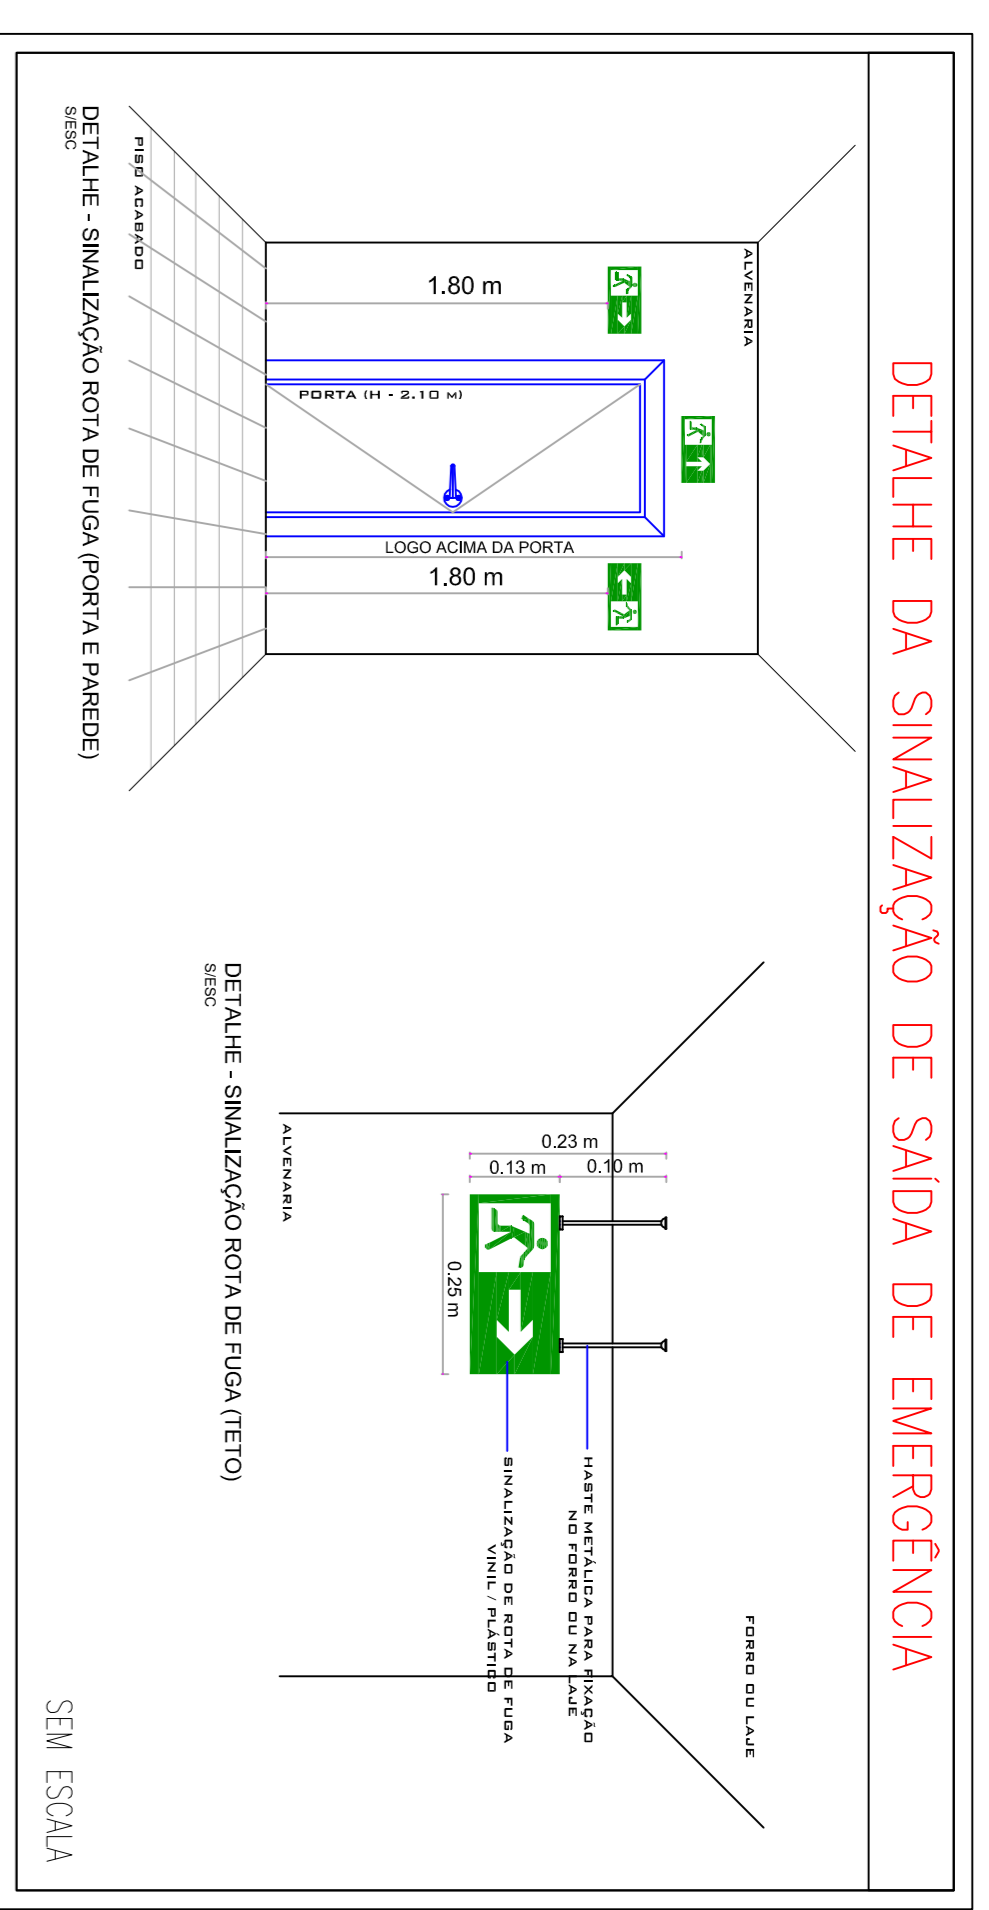 DETALHE DA SINALIZAÇÃO DE SAÍDA DE EMERGÊNCIA
ALVENARIA
1.80 m
PORTA (H - 2.10 M)
LOGO ACIMA DA PORTA
1.80 m
PISO ACABADO
DETALHE - SINALIZAÇÃO ROTA DE FUGA (PORTA E PAREDE)
S/ESC
FORRO OU LAJE
0.23 m
0.13 m
0.10 m
0.25 m
HASTE METÁLICA PARA FIXAÇÃO
NO FORRO OU NA LAJE
SINALIZAÇÃO DE ROTA DE FUGA
VINIL / PLÁSTICO
ALVENARIA
DETALHE - SINALIZAÇÃO ROTA DE FUGA (TETO)
S/ESC
SEM ESCALA